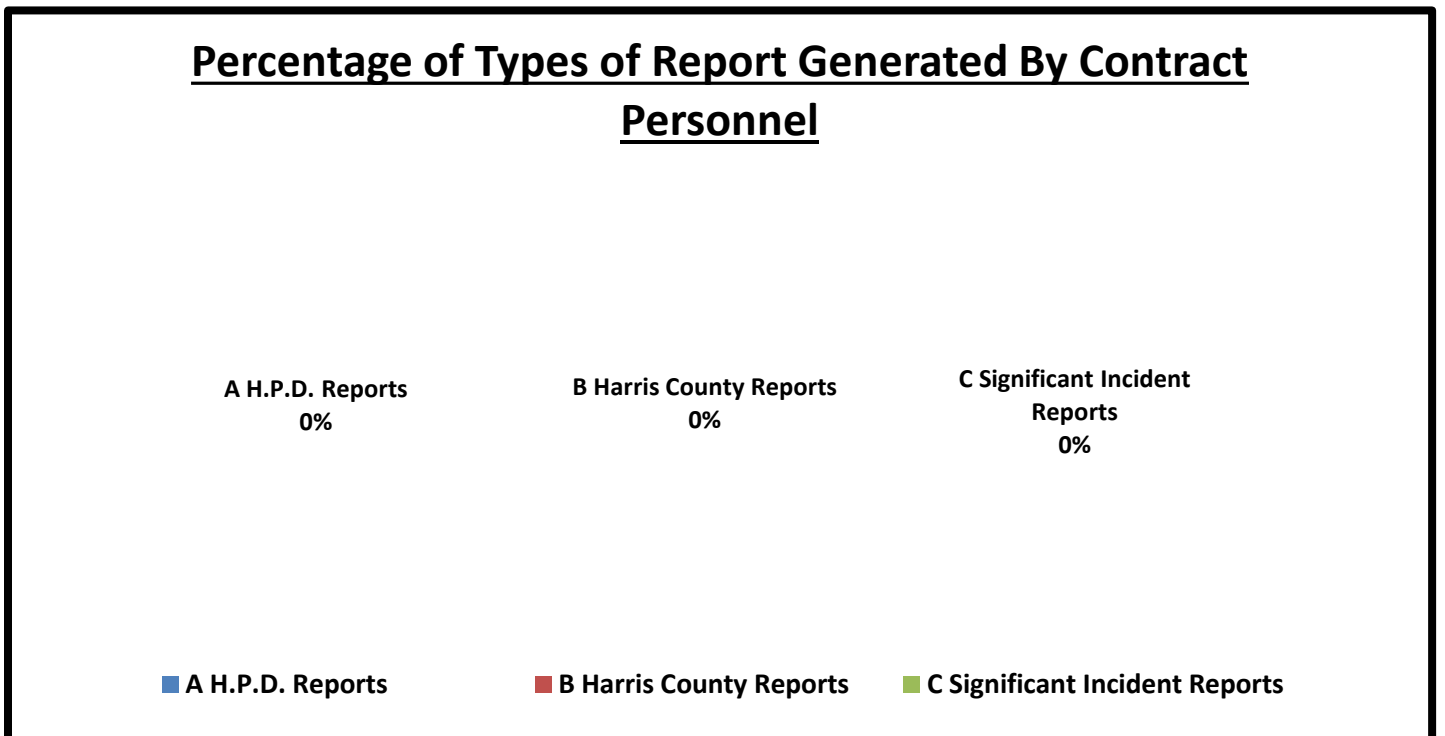 Percentage of Types of Report Generated By Contract
Personnel
A H.P.D. Reports
0%
B Harris County Reports
0%
C Significant Incident
Reports
0%
A H.P.D. Reports
B Harris County Reports
C Significant Incident Reports